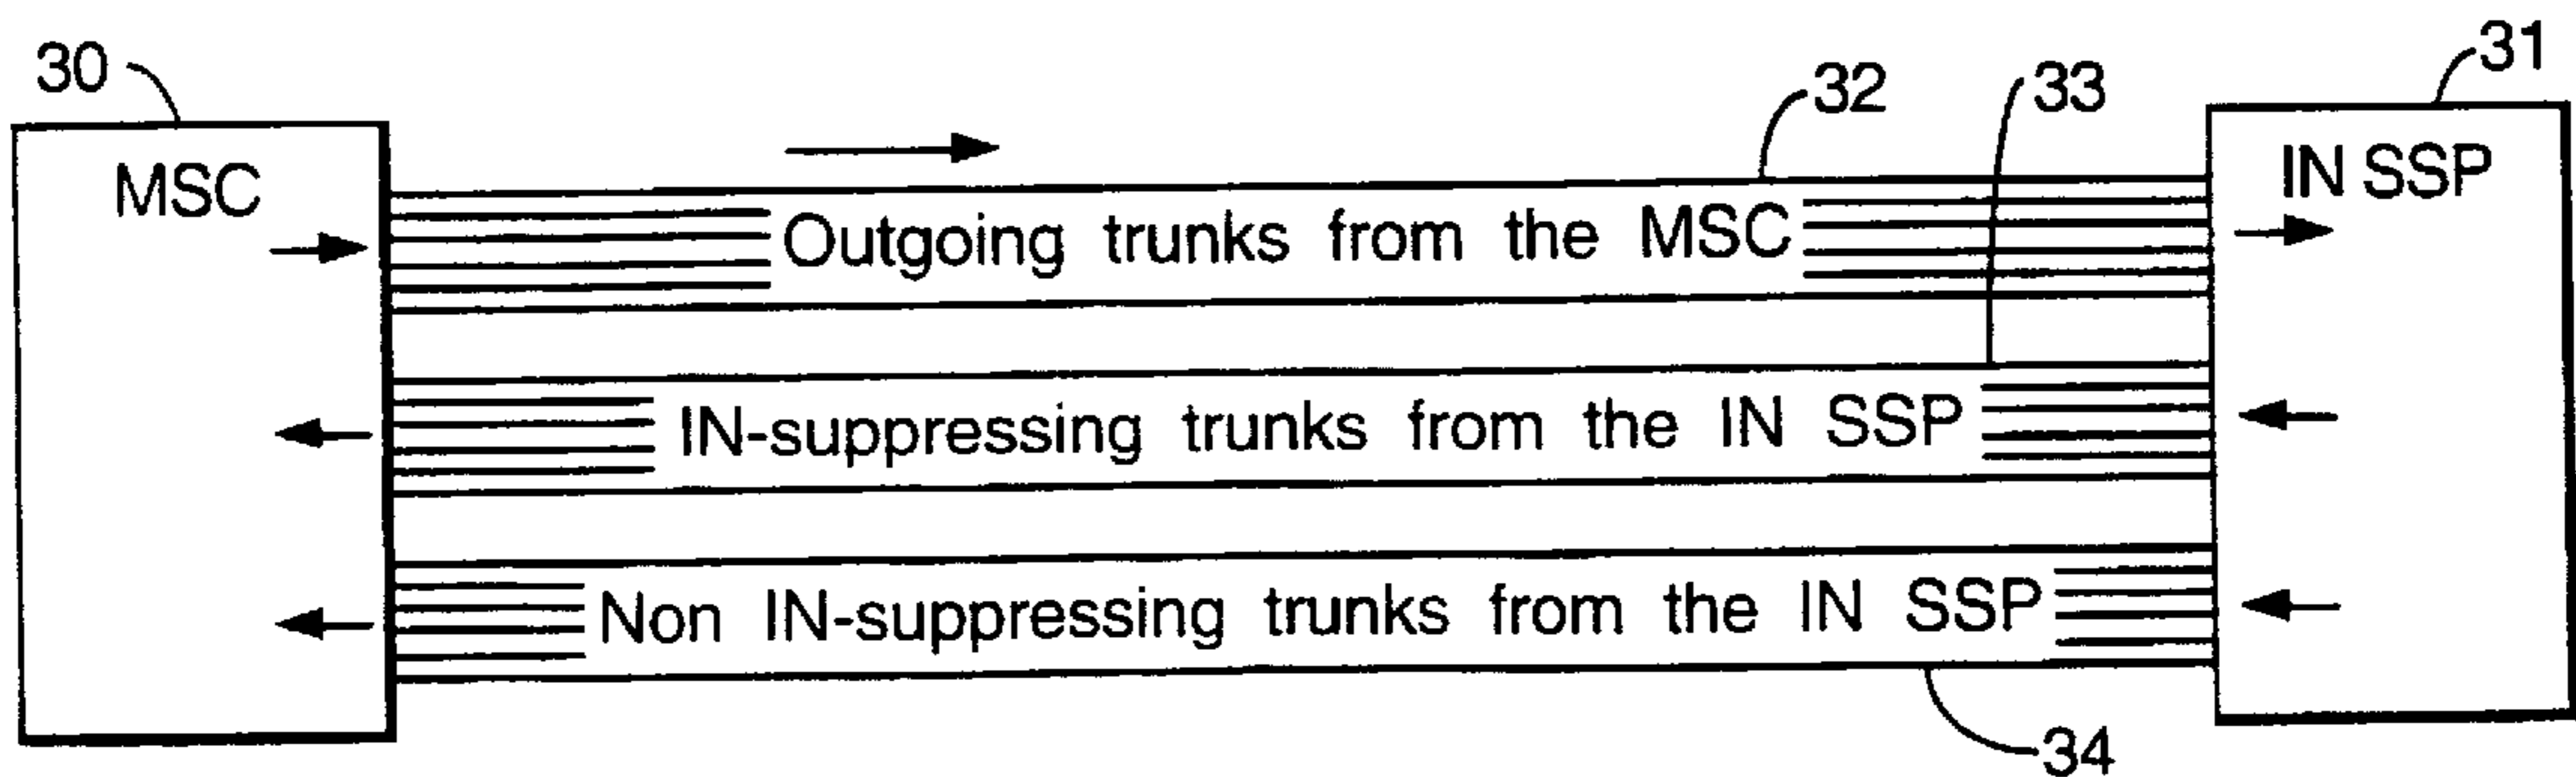 30
31
32
33
MSC
IN SSP
Outgoing trunks from the MSC
IN-suppressing trunks from the IN SSP
Non IN-suppressing trunks from the IN SSP
34